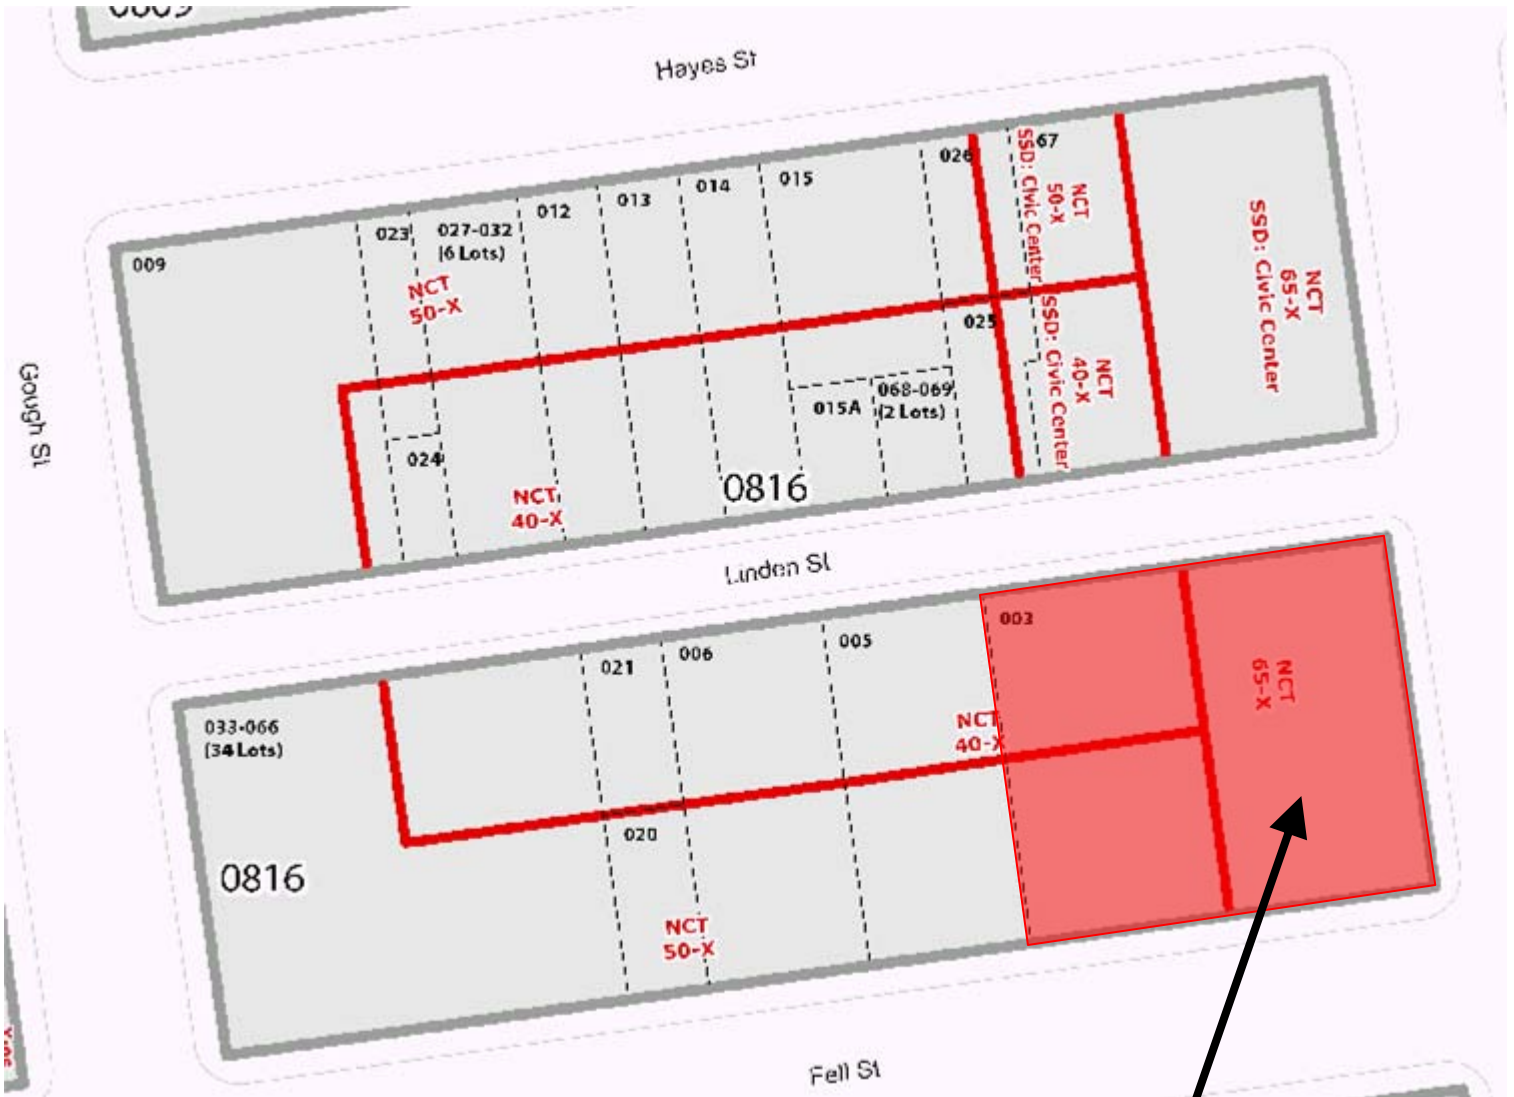 Hayes St
026
67
015
014
013
012
027-032
(6 Lots)
023
009
SSD: Civic Center
NCT
50-X
SSD: Civic Center
NCT
65-X
NCT
50-X
025
SSD: Civic Center
NCT
40-X
068-069
(2 Lots)
015A
024
Gough St
NCT
40-X
0816
Linden St
003
005
006
021
NCT
65-X
033-066
(34 Lots)
NCT
40-X
020
0816
NCT
50-X
Fell St